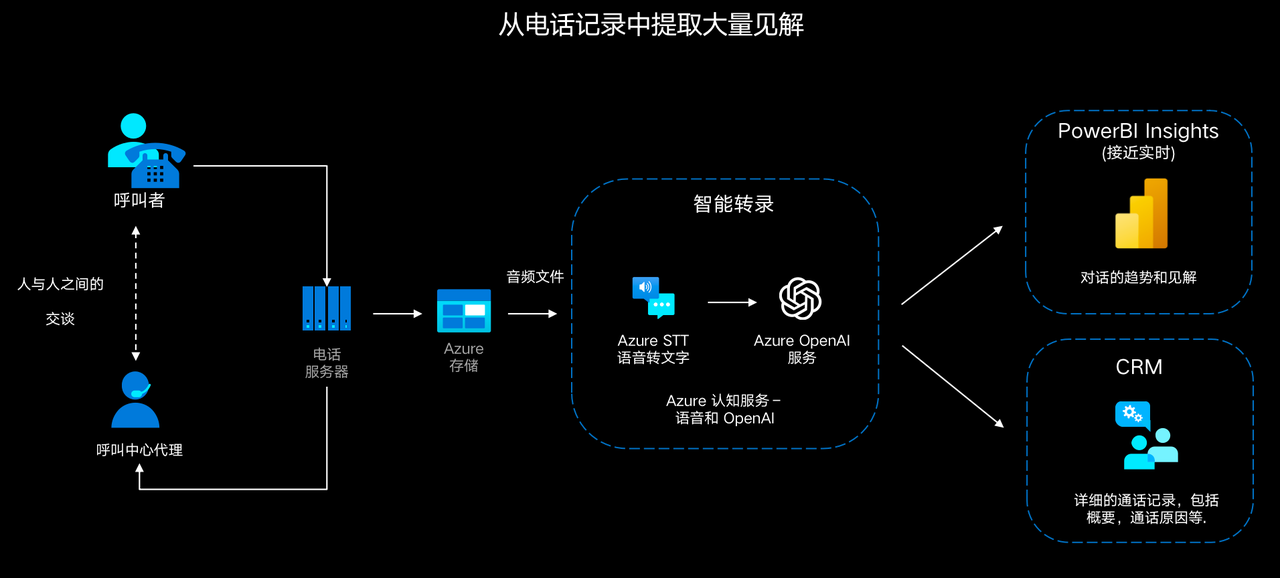 从电话记录中提取大量见解
呼叫者
人与人之间的
交谈
呼叫中心代理
电话
服务器
Azure
存储
音频文件
智能转录
Azure STT
语音转文字
Azure OpenAI
服务
Azure 认知服务 –
语音和 OpenAI
PowerBI Insights
(接近实时)
对话的趋势和见解
CRM
详细的通话记录，包括
概要，通话原因等.